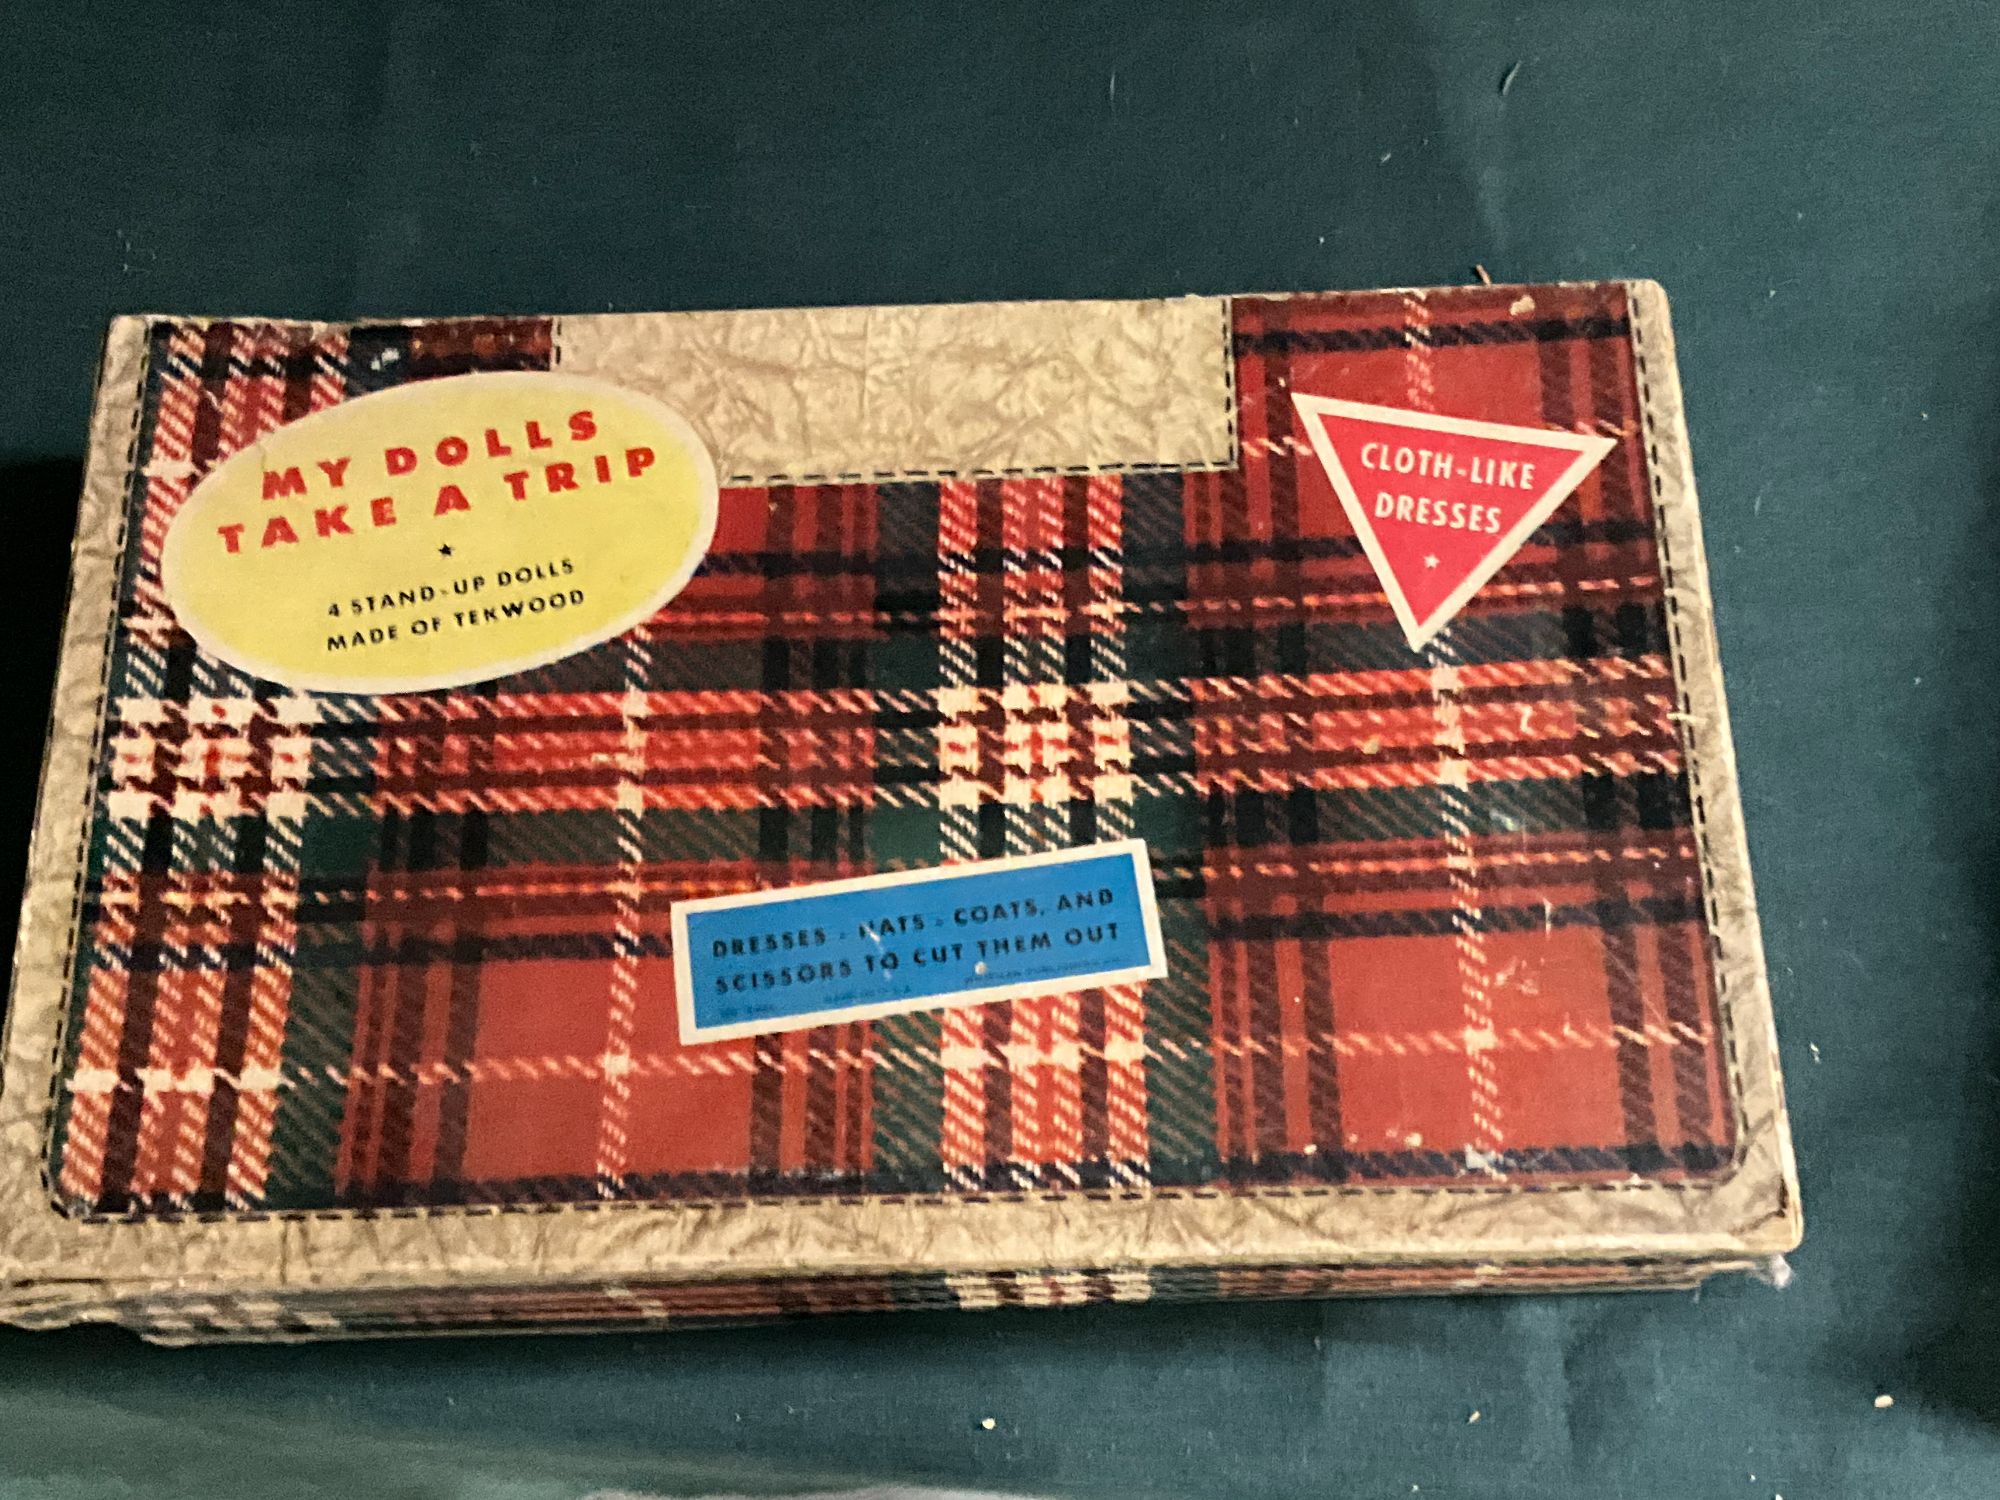 MY DOLLS
TAKE A TRIP
4 STAND-UP DOLLS
MADE OF TEKWOOD
CLOTH-LIKE
DRESSES
DRESSES - HATS - COATS, AND
SCISSORS TO CUT THEM OUT